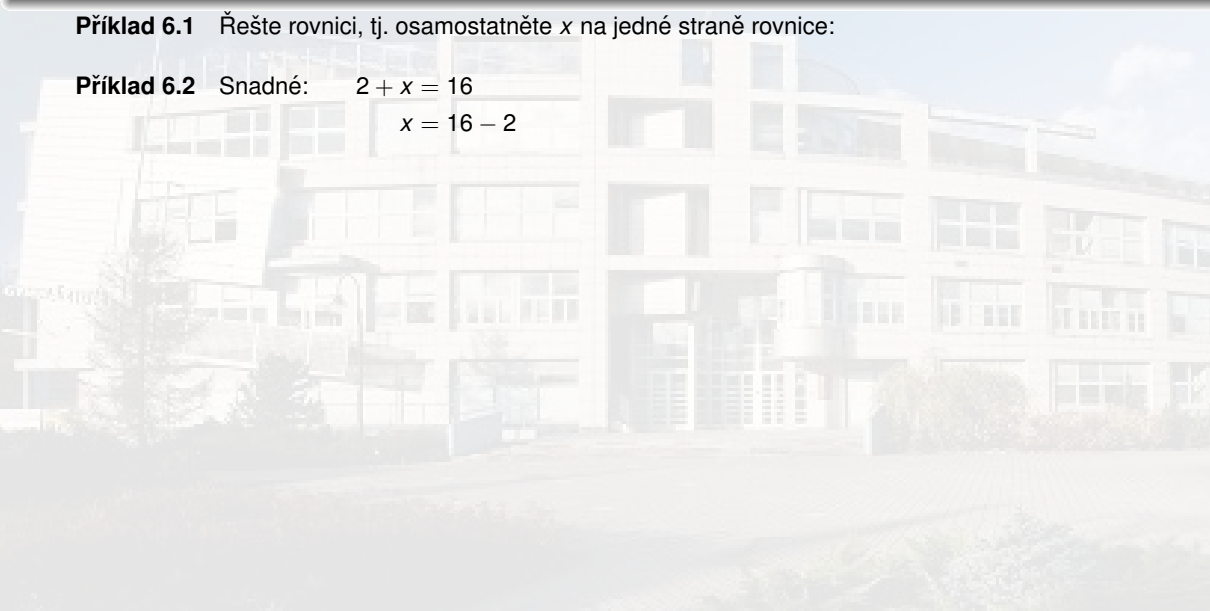 Příklad 6.1 Řešte rovnici, tj. osamostatněte x na jedné straně rovnice:
Příklad 6.2 Snadné: 2 + x = 16
x = 16 − 2